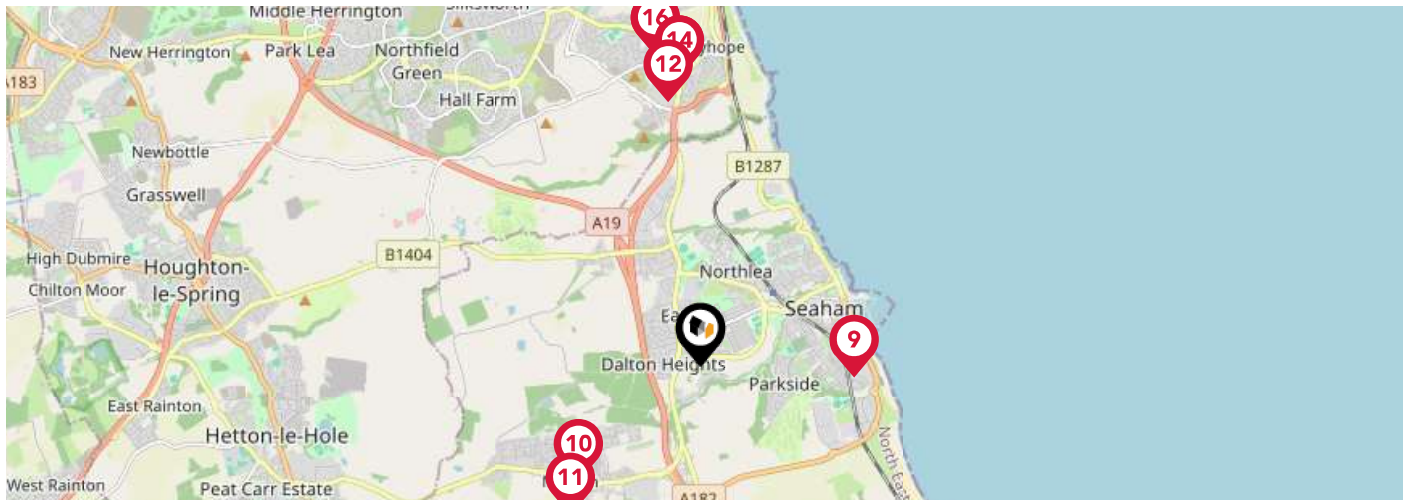 Middle Herrington
16
14
12
New Herrington
Park Lea
Northfield
Green
A183
Hall Farm
Newbottle
B1287
Grasswell
A19
High Dubmire
B1404
Houghton-
le-Spring
Northlea
Chilton Moor
Seaham
9
Dalton Heights
Parkside
East Rainton
Hetton-le-Hole
10
11
West Rainton
Peat Carr Estate
A182